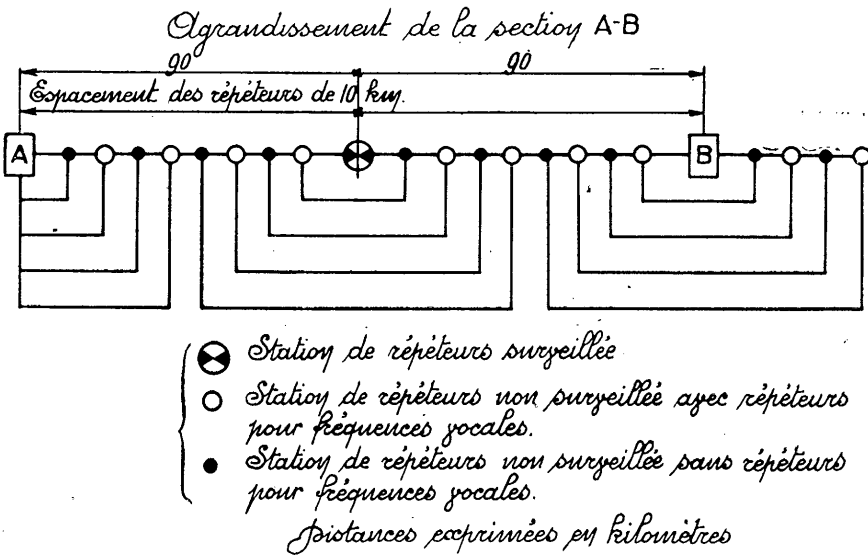 Agrandissement de la section A-B
90 90
Espacement des répéteurs de 10 km.
A B
Station de répéteurs surveillée
Station de répéteurs non surveillée avec répéteurs
pour fréquences vocales.
Station de répéteurs non surveillée sans répéteurs
pour fréquences vocales.
Distances exprimées en kilomètres